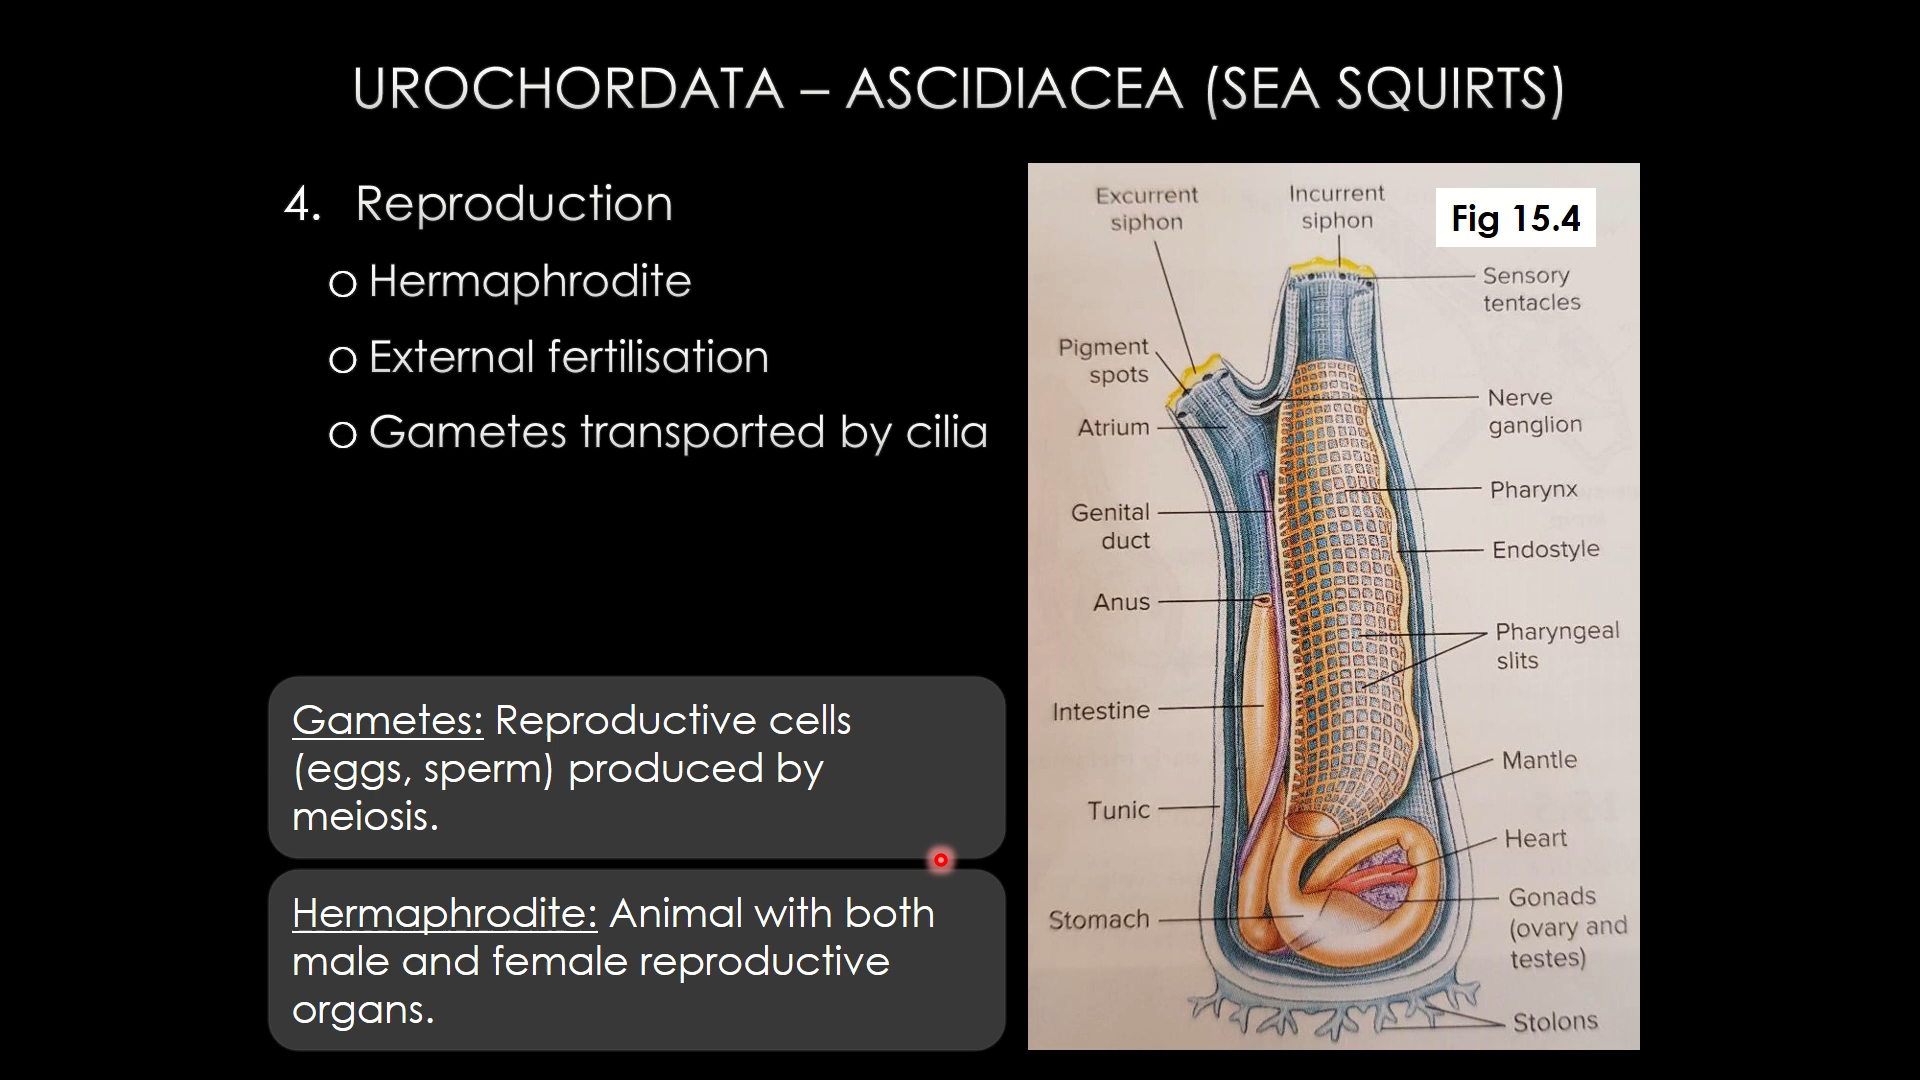 UROCHORDATA – ASCIDIACEA (SEA SQUIRTS)
4. Reproduction
Hermaphrodite
External fertilisation
Gametes transported by cilia
Gametes: Reproductive cells
(eggs, sperm) produced by
meiosis.
Hermaphrodite: Animal with both
male and female reproductive
organs.
Fig 15.4
Excurrent
siphon
Incurrent
siphon
Sensory
tentacles
Pigment
spots
Nerve
ganglion
Atrium
Pharynx
Genital
duct
Endostyle
Anus
Pharyngeal
slits
Intestine
Mantle
Tunic
Heart
Gonads
(ovary and
testes)
Stomach
Stolons